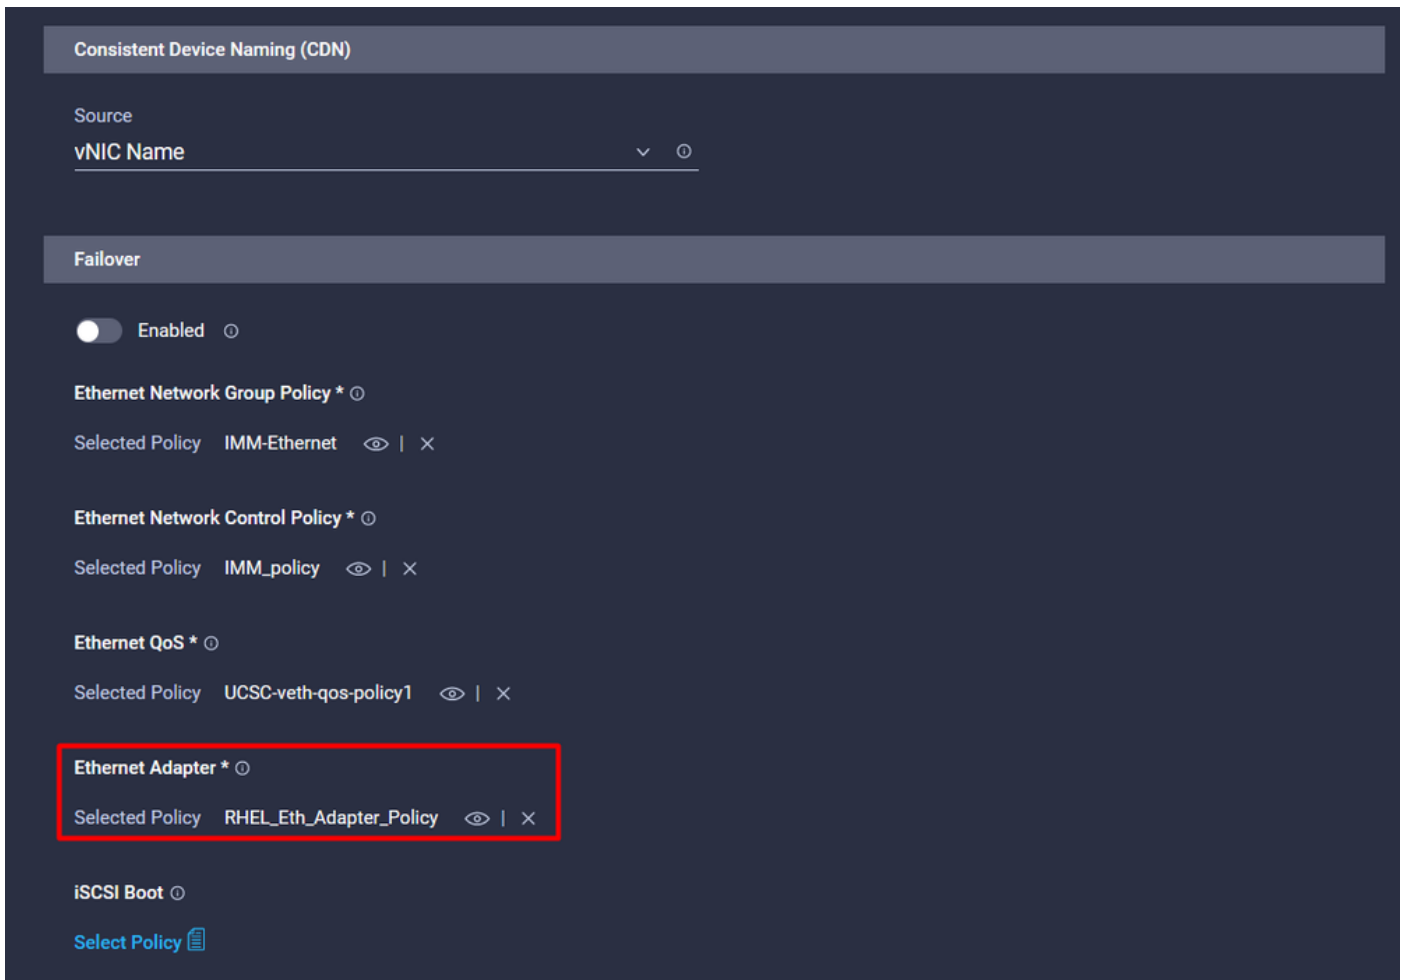 Consistent Device Naming (CDN)
Source
vNIC Name
Failover
Enabled
Ethernet Network Group Policy *
Selected Policy IMM-Ethernet |
Ethernet Network Control Policy *
Selected Policy IMM_policy |
Ethernet QoS *
Selected Policy UCSC-veth-qos-policy1 |
Ethernet Adapter *
Selected Policy RHEL_Eth_Adapter_Policy |
iSCSI Boot
Select Policy